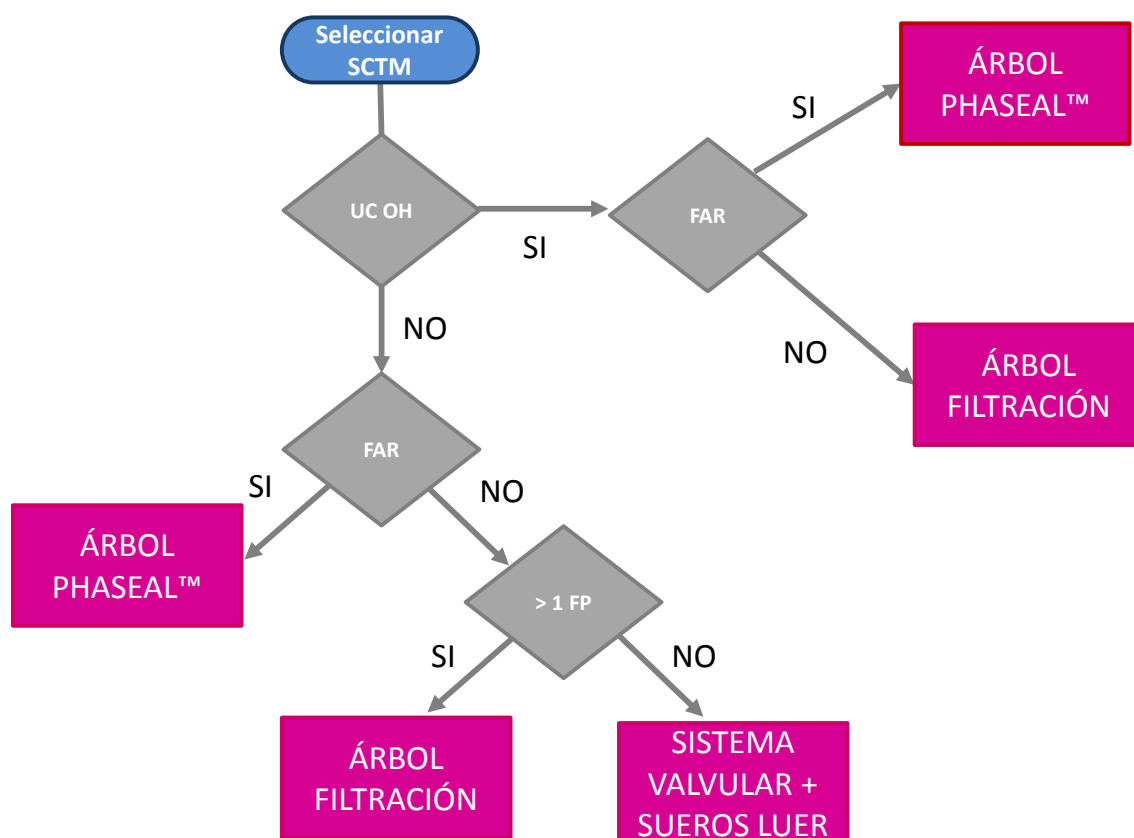 Seleccionar
SCTM
UC OH
SI
FAR
SI
ÁRBOL
PHASEAL™
NO
ÁRBOL
FILTRACIÓN
NO
FAR
SI
ÁRBOL
PHASEAL™
NO
> 1 FP
SI
ÁRBOL
FILTRACIÓN
NO
SISTEMA
VALVULAR +
SUEROS LUER